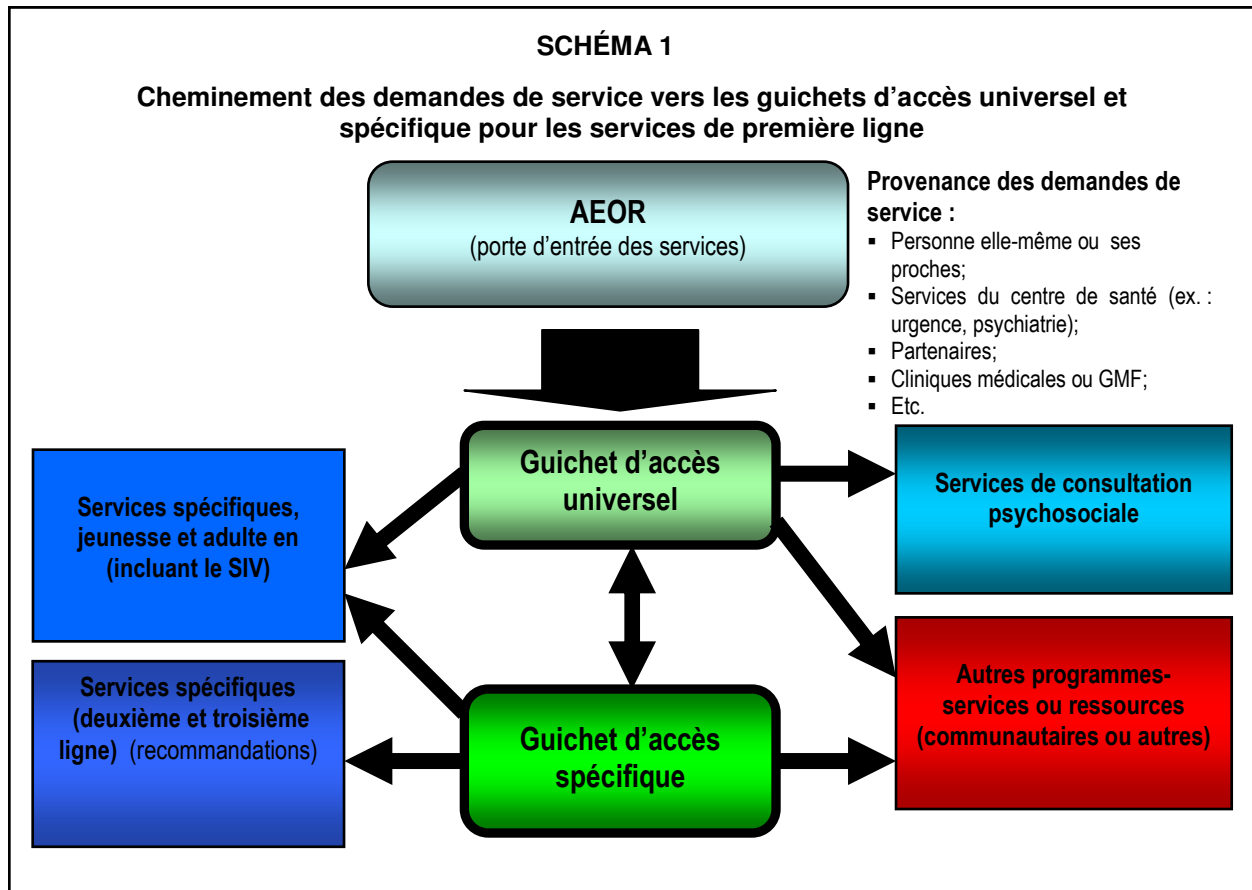 SCHÉMA 1
Cheminement des demandes de service vers les guichets d'accès universel et
spécifique pour les services de première ligne
AEOR
(porte d'entrée des services)
Provenance des demandes de
service :
▪ Personne elle-même ou ses
proches;
▪ Services du centre de santé (ex. :
urgence, psychiatrie);
▪ Partenaires;
▪ Cliniques médicales ou GMF;
▪ Etc.
Guichet d'accès
universel
Services spécifiques,
jeunesse et adulte en
(incluant le SIV)
Services de consultation
psychosociale
Services spécifiques
(deuxième et troisième
ligne) (recommandations)
Guichet d'accès
spécifique
Autres programmes-
services ou ressources
(communautaires ou autres)